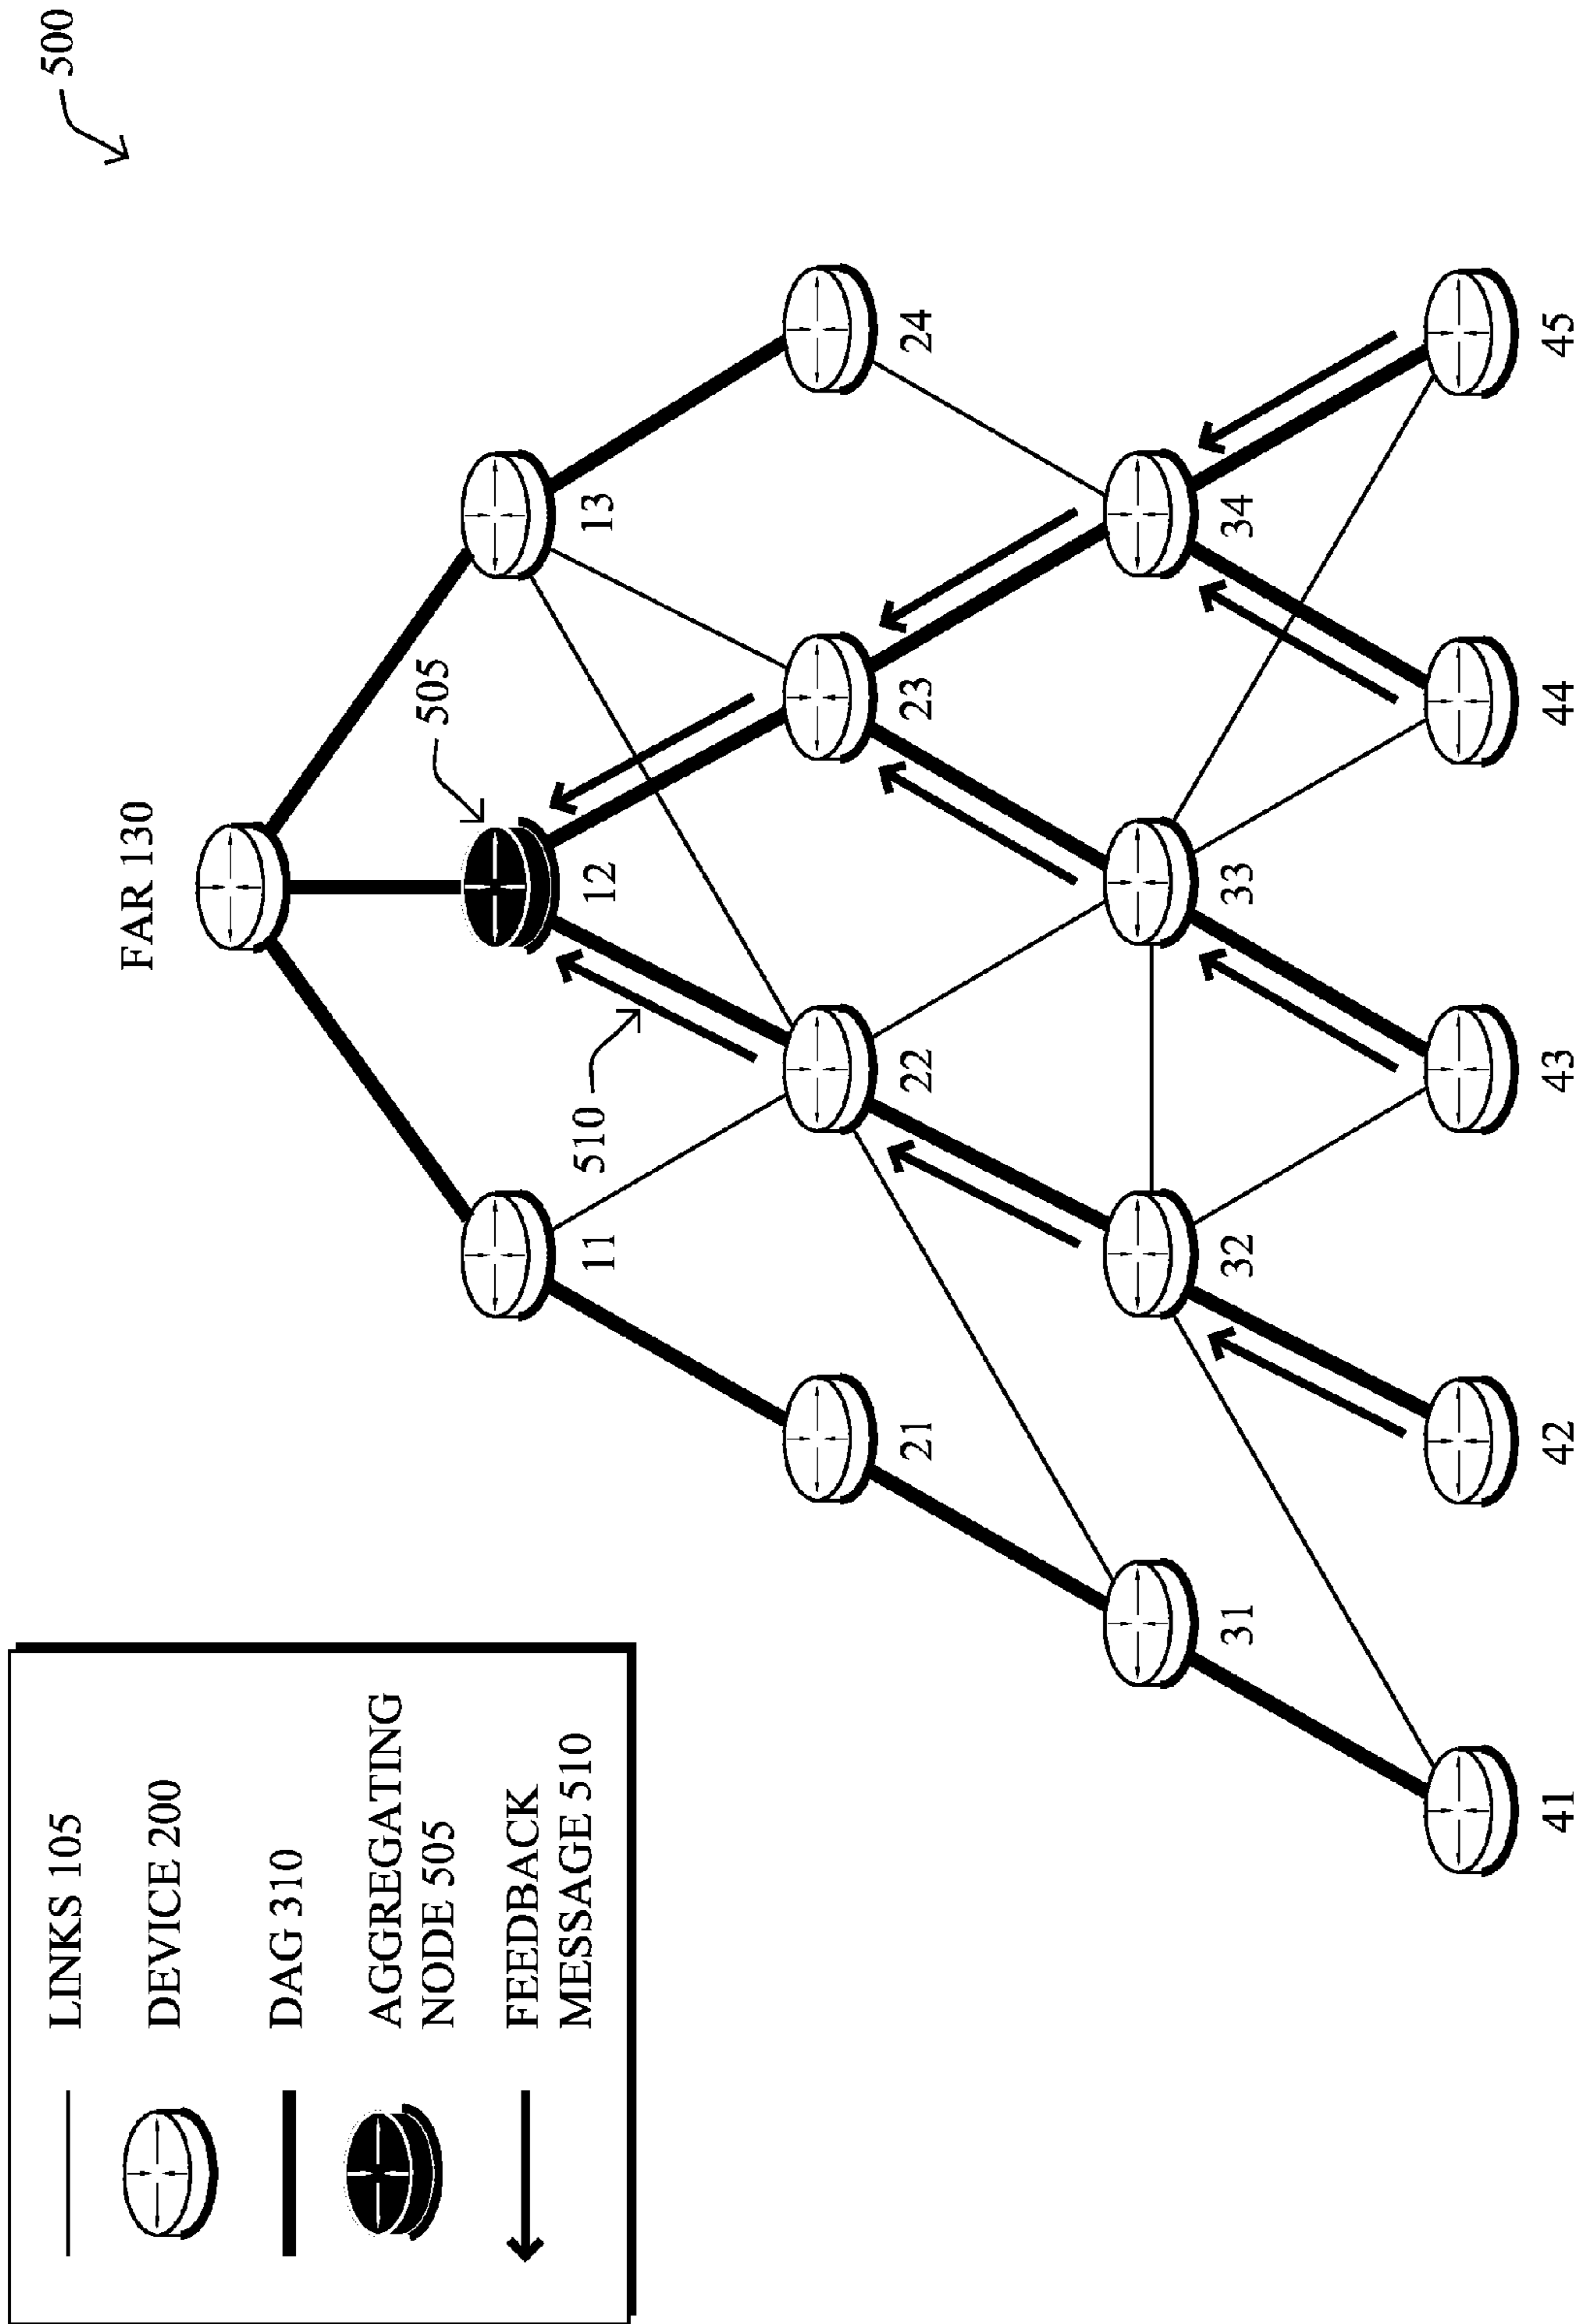 500
LINKS 105
DEVICE 200
DAG 310
AGGREGATING
NODE 505
FEEDBACK
MESSAGE 510
FAR 130
505
11
12
13
510
21
22
23
24
31
32
33
34
41
42
43
44
45